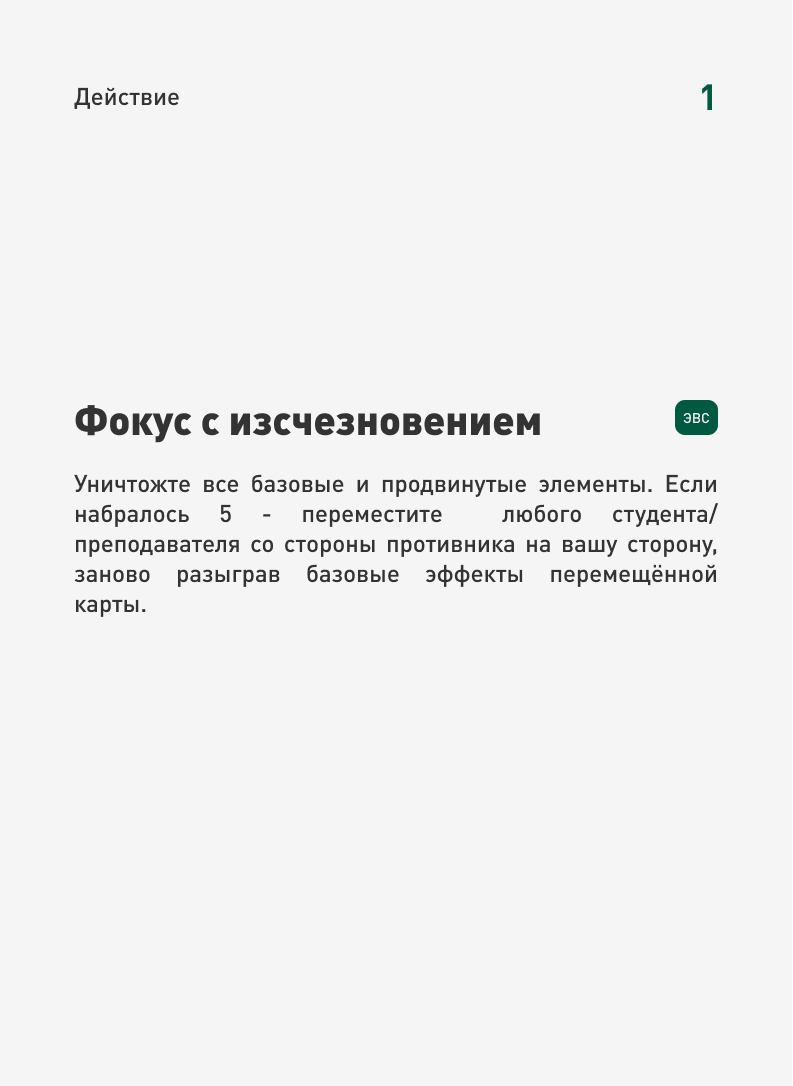 Действие
1
Фокус с изсчезновением
ЭВС
Уничтожте все базовые и продвинутые элементы. Если
набралось 5 - переместите любого студента/
преподавателя со стороны противника на вашу сторону,
заново разыграв базовые эффекты перемещённой
карты.